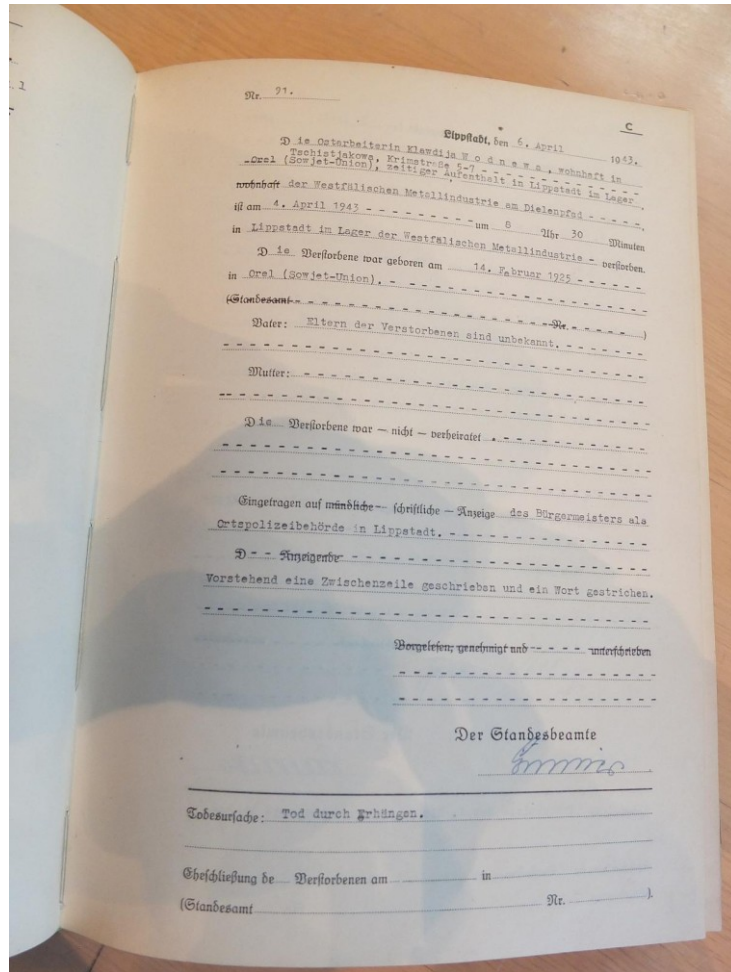 Nr. 91.
C
Lippstadt, den 6. April 1943.
Die Ostarbeiterin Klawdija Wodnewa, wohnhaft in
Tschistjakowa, Krimstraße 5-7
Orel (Sowjet-Union), zeitiger Aufenthalt in Lippstadt im Lager
wohnhaft der Westfälischen Metallindustrie am Dielenpfad - - - - -,
ist am 4. April 1943 - - - - - - - - um 8 Uhr 30 Minuten
in Lippstadt im Lager der Westfälischen Metallindustrie - verstorben.
Die Verstorbene war geboren am 14. Februar 1925 - - - - -
in Orel (Sowjet-Union). - - - - - - - - - - - - - - - - -
(Standesamt - - - - - - - - - - - - - - - Nr. - - - - -)
Vater: Eltern der Verstorbenen sind unbekannt. - - - - - - -
Mutter: - - - - - - - - - - - - - - - - - - - - -
Die Verstorbene war — nicht — verheiratet . - - - - - - - - - -
Eingetragen auf mündliche — schriftliche — Anzeige des Bürgermeisters als
Ortspolizeibehörde in Lippstadt. - - - - - - - - - - - - -
D - - Anzeigende - - - - - - - - - - - - - - - - - -
Vorstehend eine Zwischenzeile geschrieben und ein Wort gestrichen.
Vorgelesen, genehmigt und - - - - unterschrieben
Der Standesbeamte
Todesursache: Tod durch Erhängen.
Eheschließung de Verstorbenen am in
(Standesamt Nr. ).